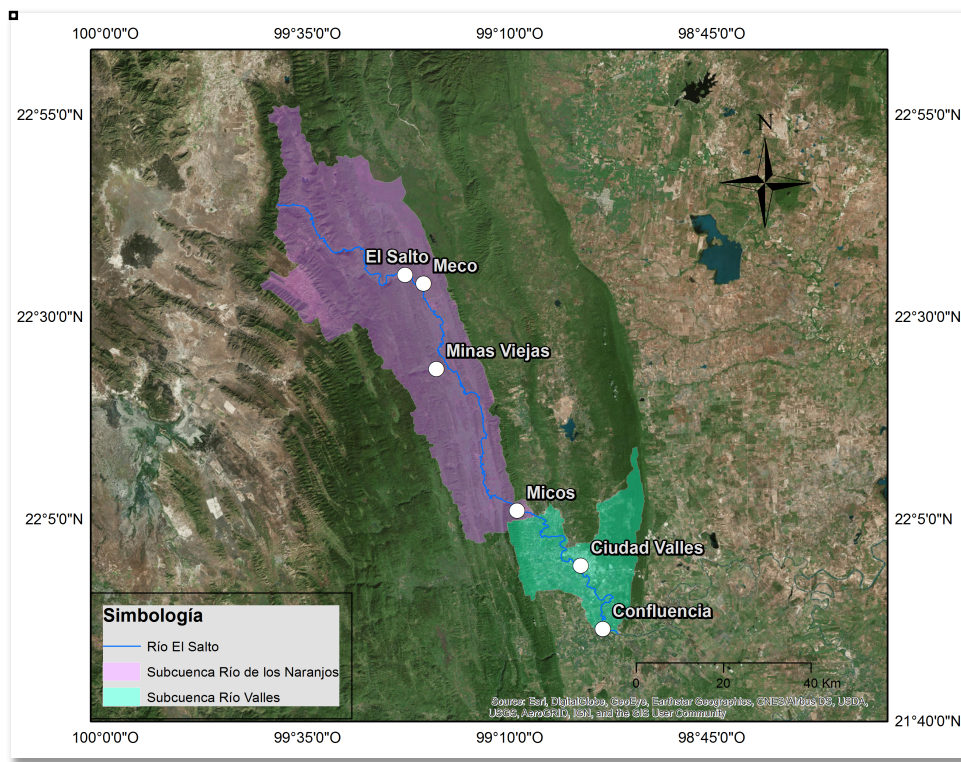 100°0'0"O 99°35'0"O 99°10'0"O 98°45'0"O
22°55'0"N 22°55'0"N
N
El Salto
Meco
22°30'0"N 22°30'0"N
Minas Viejas
Micos
22°5'0"N 22°5'0"N
Ciudad Valles
Confluencia
Simbología
Río El Salto
Subcuenca Río de los Naranjos
Subcuenca Río Valles
0 20 40 Km
Source: Esri, DigitalGlobe, GeoEye, Earthstar Geographics, CNES/Airbus DS, USDA,
USGS, AeroGRID, IGN, and the GIS User Community
21°40'0"N
100°0'0"O 99°35'0"O 99°10'0"O 98°45'0"O